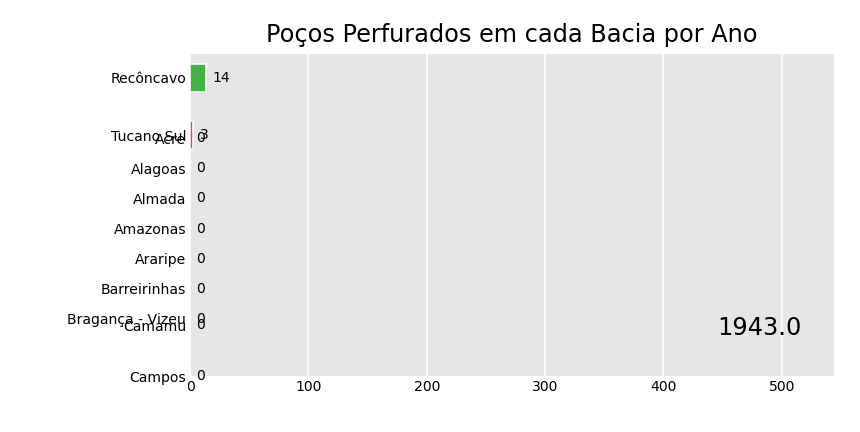 Poços Perfurados em cada Bacia por Ano
Recôncavo 14
Tucano Sul 3
Acre 0
Alagoas 0
Almada 0
Amazonas 0
Araripe 0
Barreirinhas 0
Bragança - Vizeu 0
Camamu 0
1943.0
Campos 0
0 100 200 300 400 500